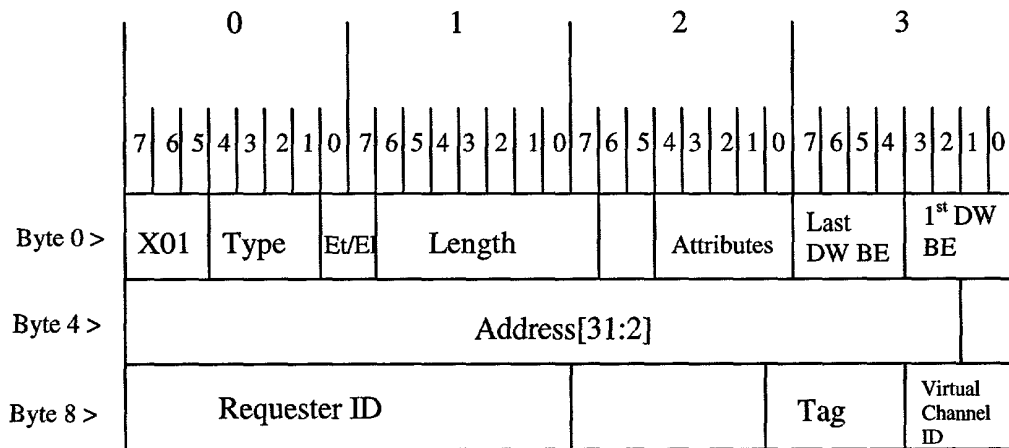 0 1 2 3
7 6 5 4 3 2 1 0 7 6 5 4 3 2 1 0 7 6 5 4 3 2 1 0 7 6 5 4 3 2 1 0
Byte 0 > X01 Type Et/El Length Attributes Last DW BE 1st DW BE
Byte 4 > Address[31:2]
Byte 8 > Requester ID Tag Virtual Channel ID